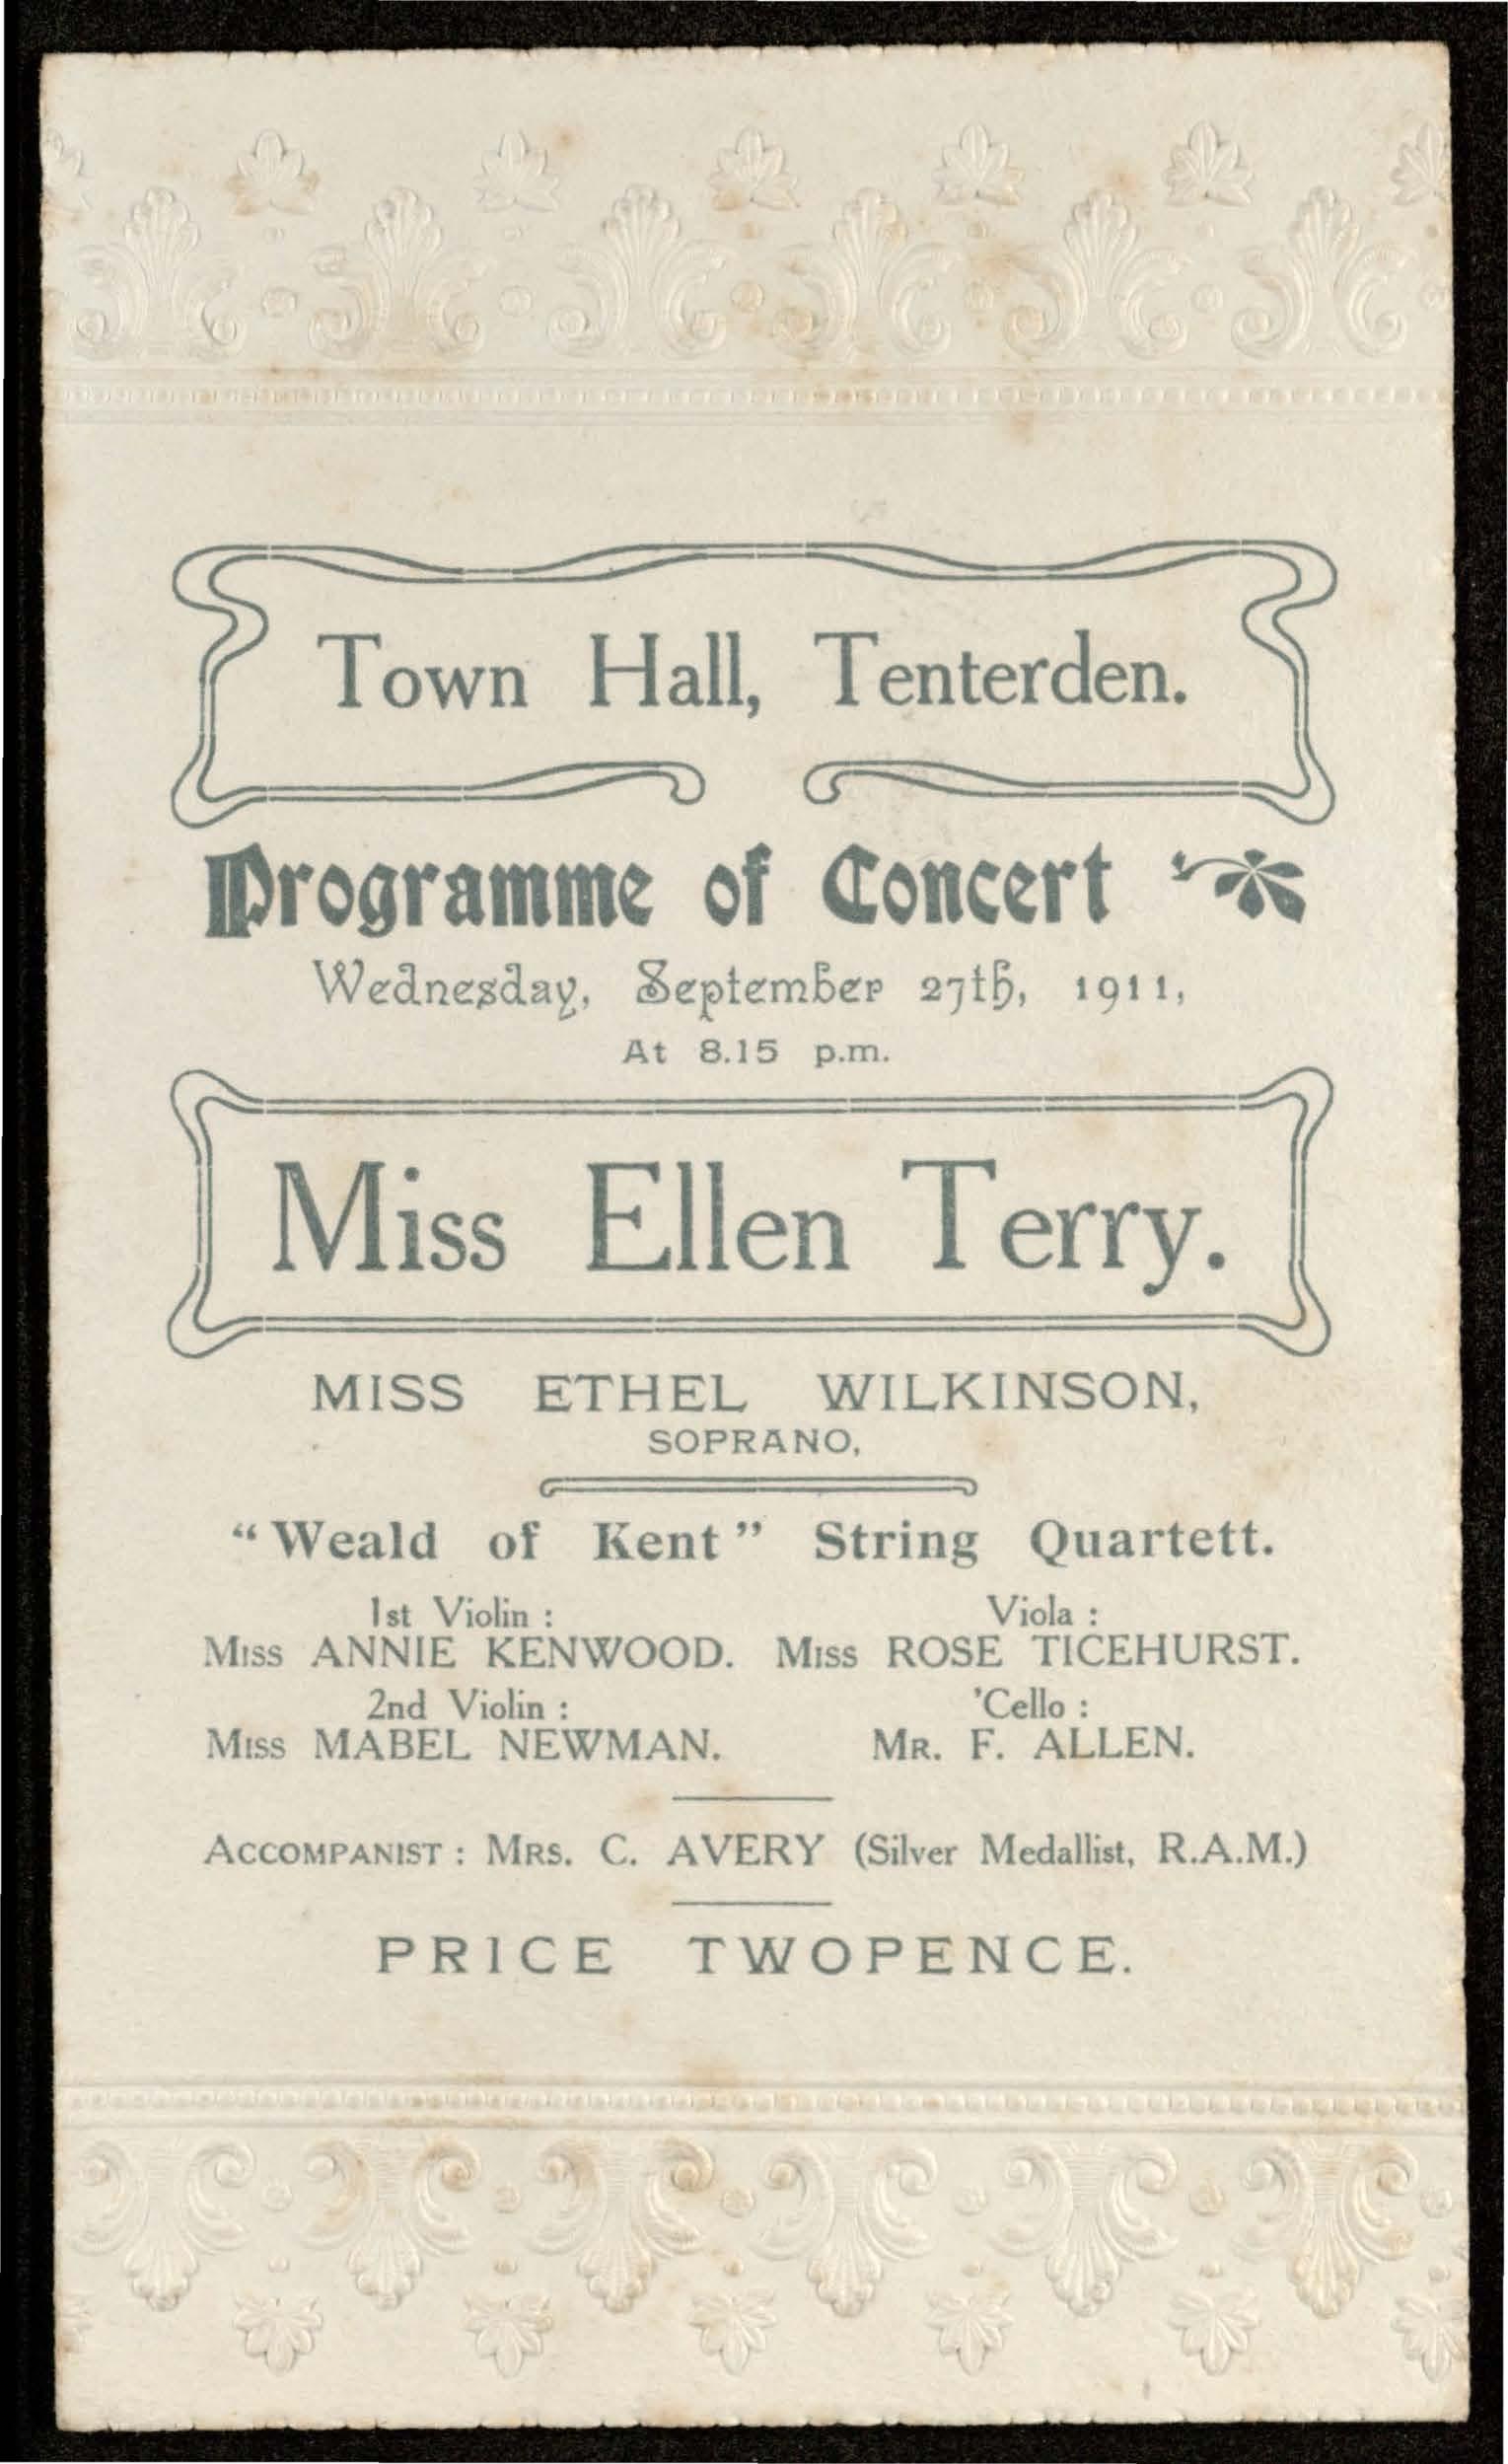 Town Hall, Tenterden.
Programme of Concert
Wednesday, September 27th, 1911,
At 8.15 p.m.
Miss Ellen Terry.
MISS ETHEL WILKINSON,
SOPRANO,
"Weald of Kent" String Quartett.
1st Violin : Viola :
Miss ANNIE KENWOOD. Miss ROSE TICEHURST.
2nd Violin : 'Cello :
Miss MABEL NEWMAN. Mr. F. ALLEN.
Accompanist : Mrs. C. AVERY (Silver Medallist, R.A.M.)
PRICE TWOPENCE.